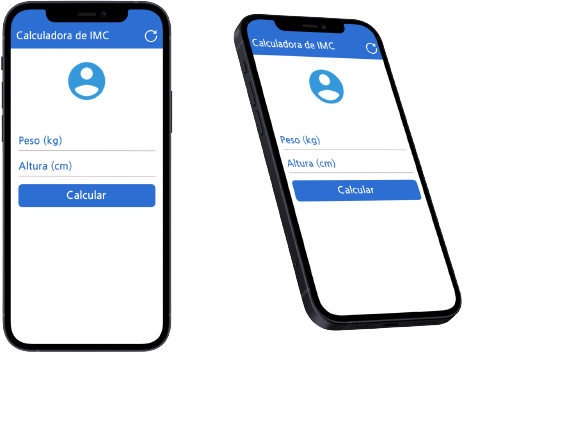 Calculadora de IMC
Peso (kg)
Altura (cm)
Calcular
Calculadora de IMC
Peso (kg)
Altura (cm)
Calcular